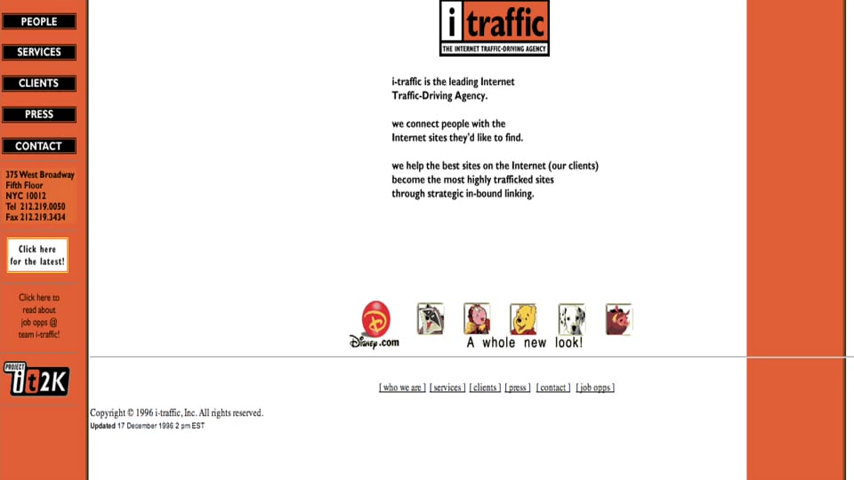 PEOPLE
SERVICES
CLIENTS
PRESS
CONTACT
375 West Broadway
Fifth Floor
NYC 10012
Tel 212.219.0050
Fax 212.219.3434
Click here
for the latest!
Click here to
read about
job opps @
team i-traffic!
PROJECT
it2K
i traffic
THE INTERNET TRAFFIC-DRIVING AGENCY
i-traffic is the leading Internet
Traffic-Driving Agency.
we connect people with the
Internet sites they'd like to find.
we help the best sites on the Internet (our clients)
become the most highly trafficked sites
through strategic in-bound linking.
Disney.com
A whole new look!
[ who we are ] [ services ] [ clients ] [ press ] [ contact ] [ job opps ]
Copyright © 1996 i-traffic, Inc. All rights reserved.
Updated 17 December 1996 2 pm EST